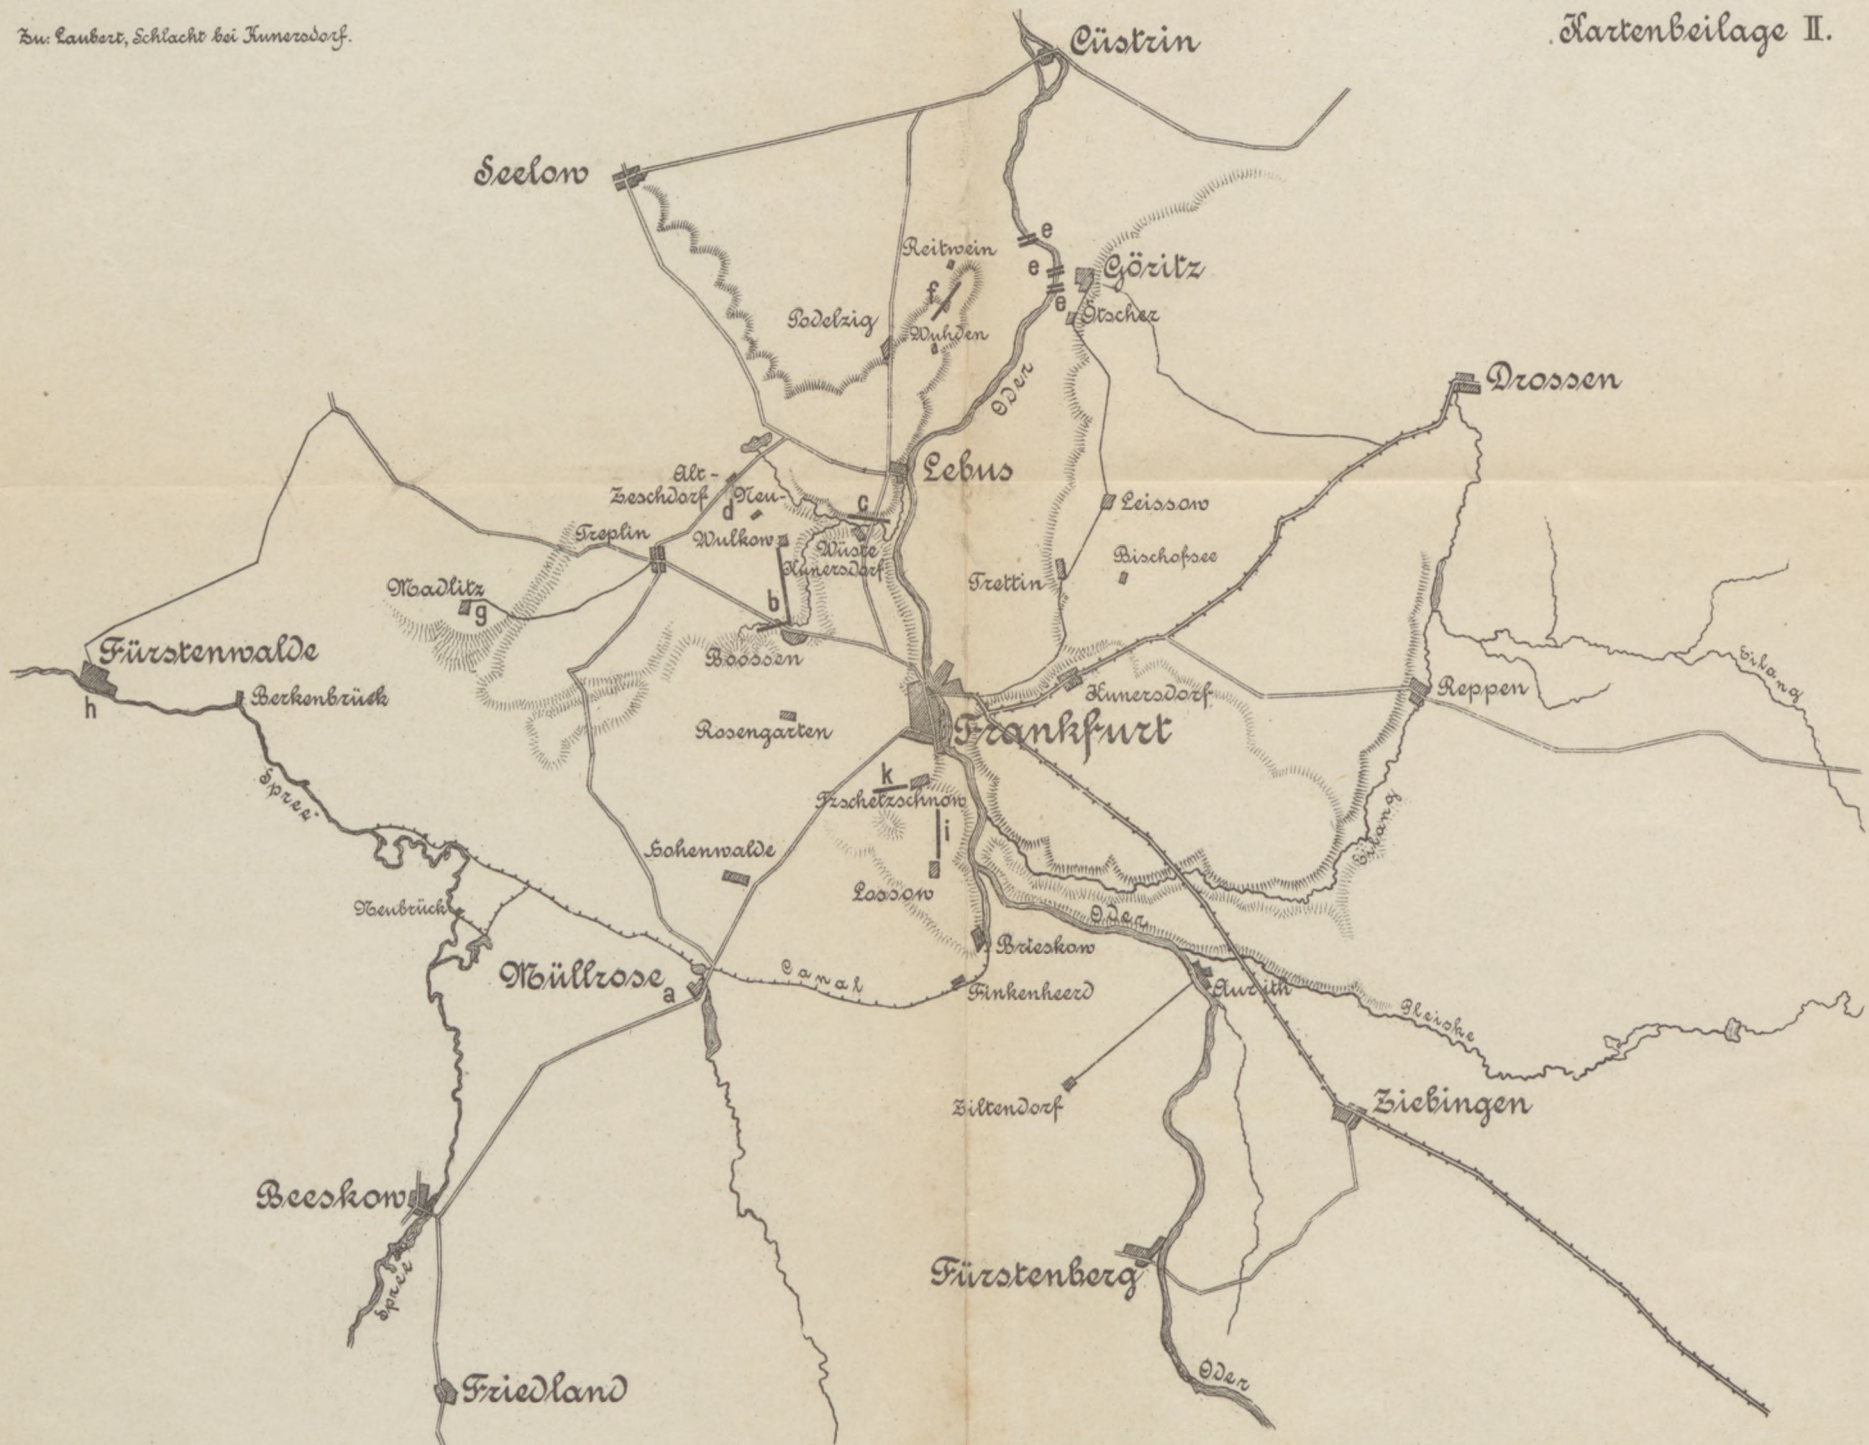 Zu: Laubert, Schlacht bei Kunersdorf.
Kartenbeilage II.
Cüstrin
Seelow
Reitwein
e
e
e
Göritz
f
Podelzig
Wuhden
Ötscher
Oder
Drossen
Lebus
Alt-
Zeschdorf
Neu-
d
c
Leissow
Treplin
Wulkow
Wüste
Kunersdorf
Bischofsee
Trettin
Madlitz
g
b
Fürstenwalde
h
Berkenbrück
Boossen
Kunersdorf
Reppen
Eilang
Rosengarten
Frankfurt
Spree
k
Tzschetzschnow
i
Eilang
Hohenwalde
Lossow
Neubrück
Oder
Brieskow
Müllrose
a
Canal
Finkenheerd
Aurith
Pleiske
Ziltendorf
Ziebingen
Beeskow
Spree
Fürstenberg
Friedland
Oder